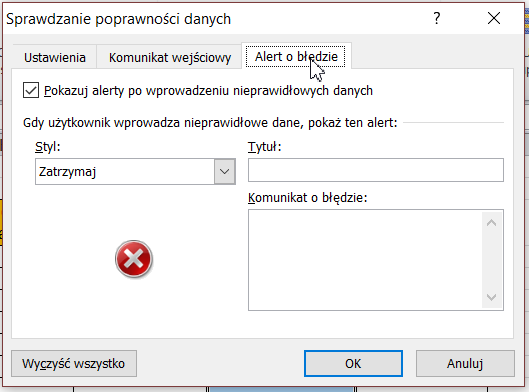 Sprawdzanie poprawności danych
Ustawienia Komunikat wejściowy Alert o błędzie
Pokazuj alerty po wprowadzeniu nieprawidłowych danych
Gdy użytkownik wprowadza nieprawidłowe dane, pokaż ten alert:
Styl: Tytuł:
Zatrzymaj
Komunikat o błędzie:
Wyczyść wszystko OK Anuluj